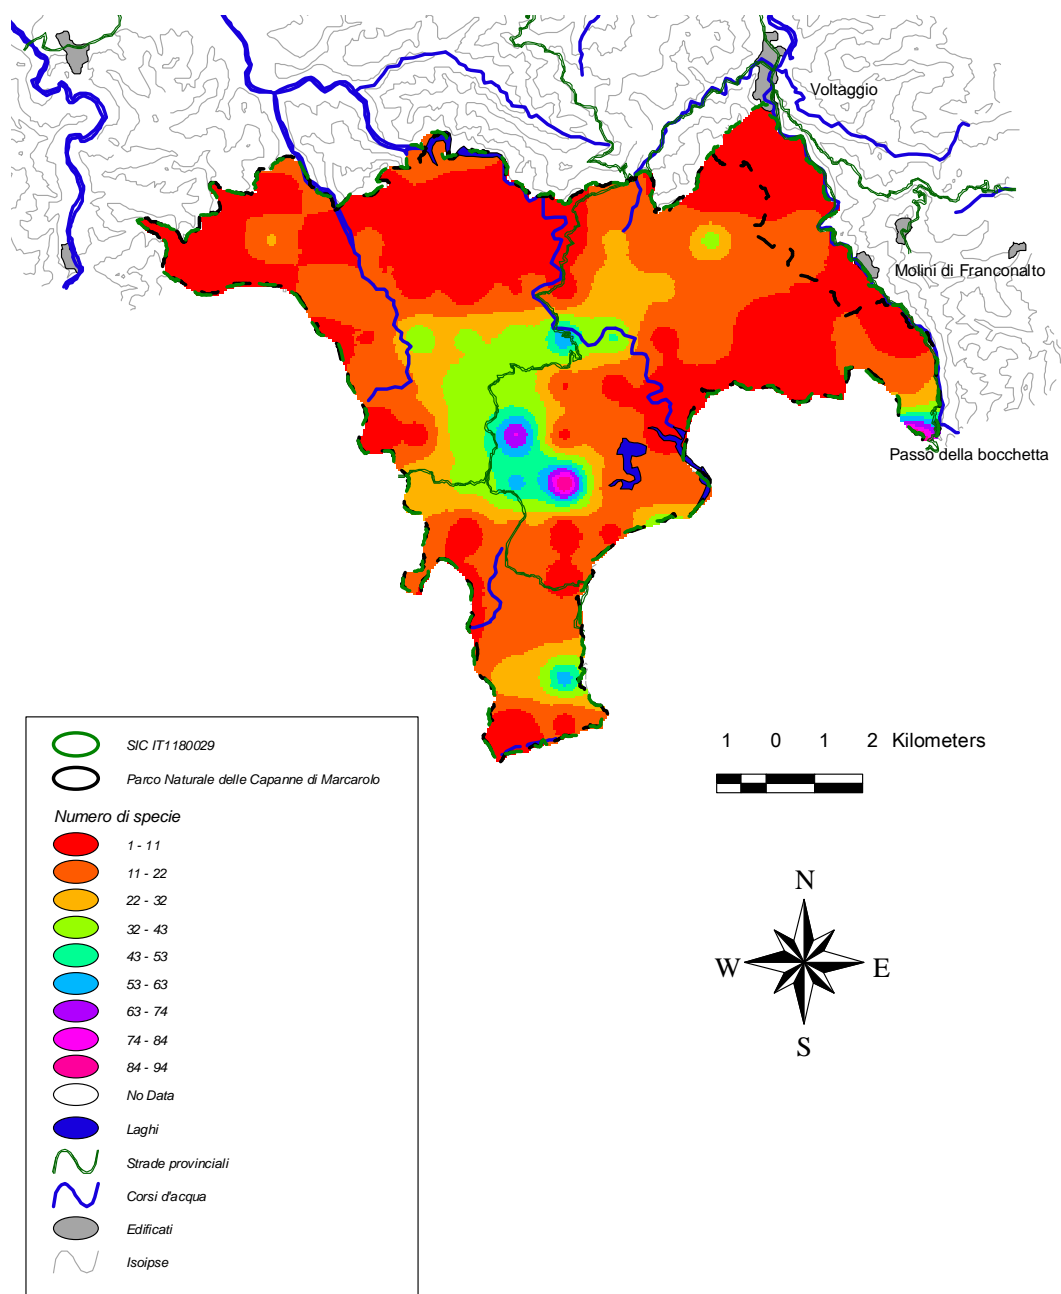 Voltaggio
Molini di Franconalto
Passo della bocchetta
SIC IT1180029
Parco Naturale delle Capanne di Marcarolo
Numero di specie
1 - 11
11 - 22
22 - 32
32 - 43
43 - 53
53 - 63
63 - 74
74 - 84
84 - 94
No Data
Laghi
Strade provinciali
Corsi d'acqua
Edificati
Isoipse
1 0 1 2 Kilometers
N
W E
S